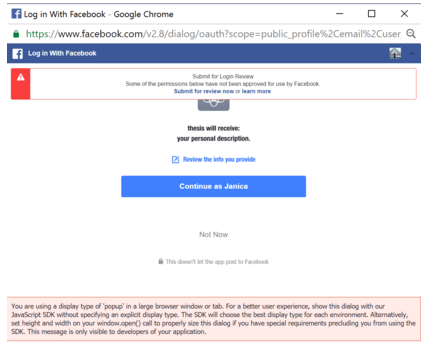 Log in With Facebook - Google Chrome
https://www.facebook.com/v2.8/dialog/oauth?scope=public_profile%2Cemail%2Cuser
Log in With Facebook
Submit for Login Review
Some of the permissions below have not been approved for use by Facebook.
Submit for review now or learn more.
thesis will receive:
your personal description.
Review the info you provide
Continue as Janica
Not Now
This doesn't let the app post to Facebook
You are using a display type of 'popup' in a large browser window or tab. For a better user experience, show this dialog with our
JavaScript SDK without specifying an explicit display type. The SDK will choose the best display type for each environment. Alternatively,
set height and width on your window.open() call to properly size this dialog if you have special requirements precluding you from using the
SDK. This message is only visible to developers of your application.